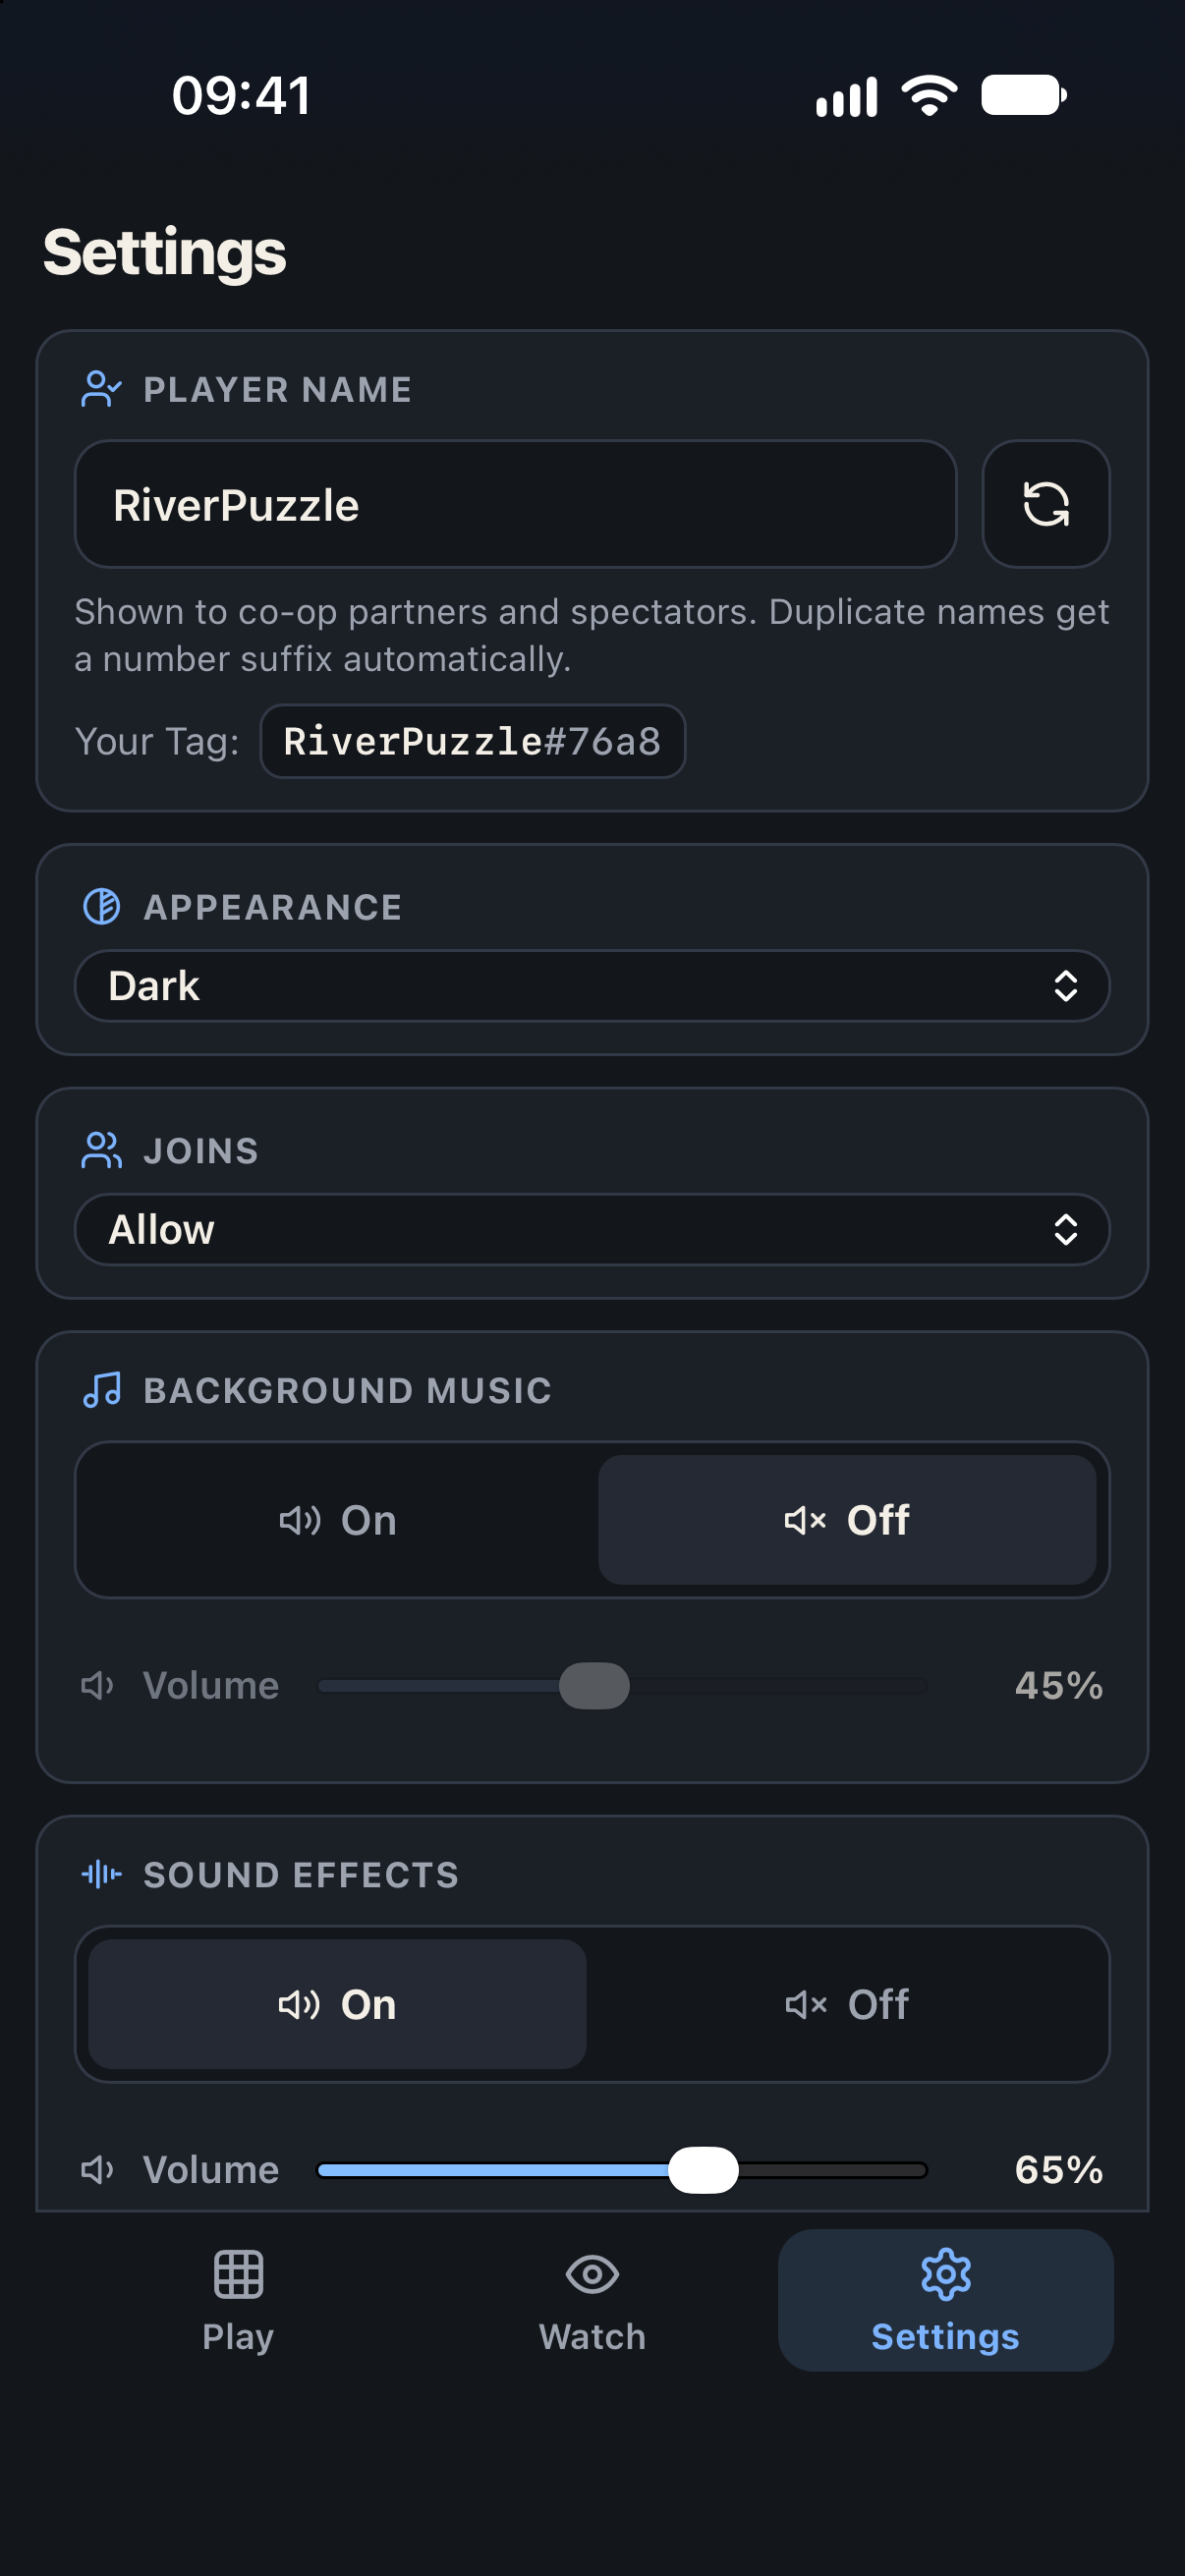 09:41
Settings
PLAYER NAME
RiverPuzzle
Shown to co-op partners and spectators. Duplicate names get
a number suffix automatically.
Your Tag: RiverPuzzle#76a8
APPEARANCE
Dark
JOINS
Allow
BACKGROUND MUSIC
On Off
Volume 45%
SOUND EFFECTS
On Off
Volume 65%
Play Watch Settings